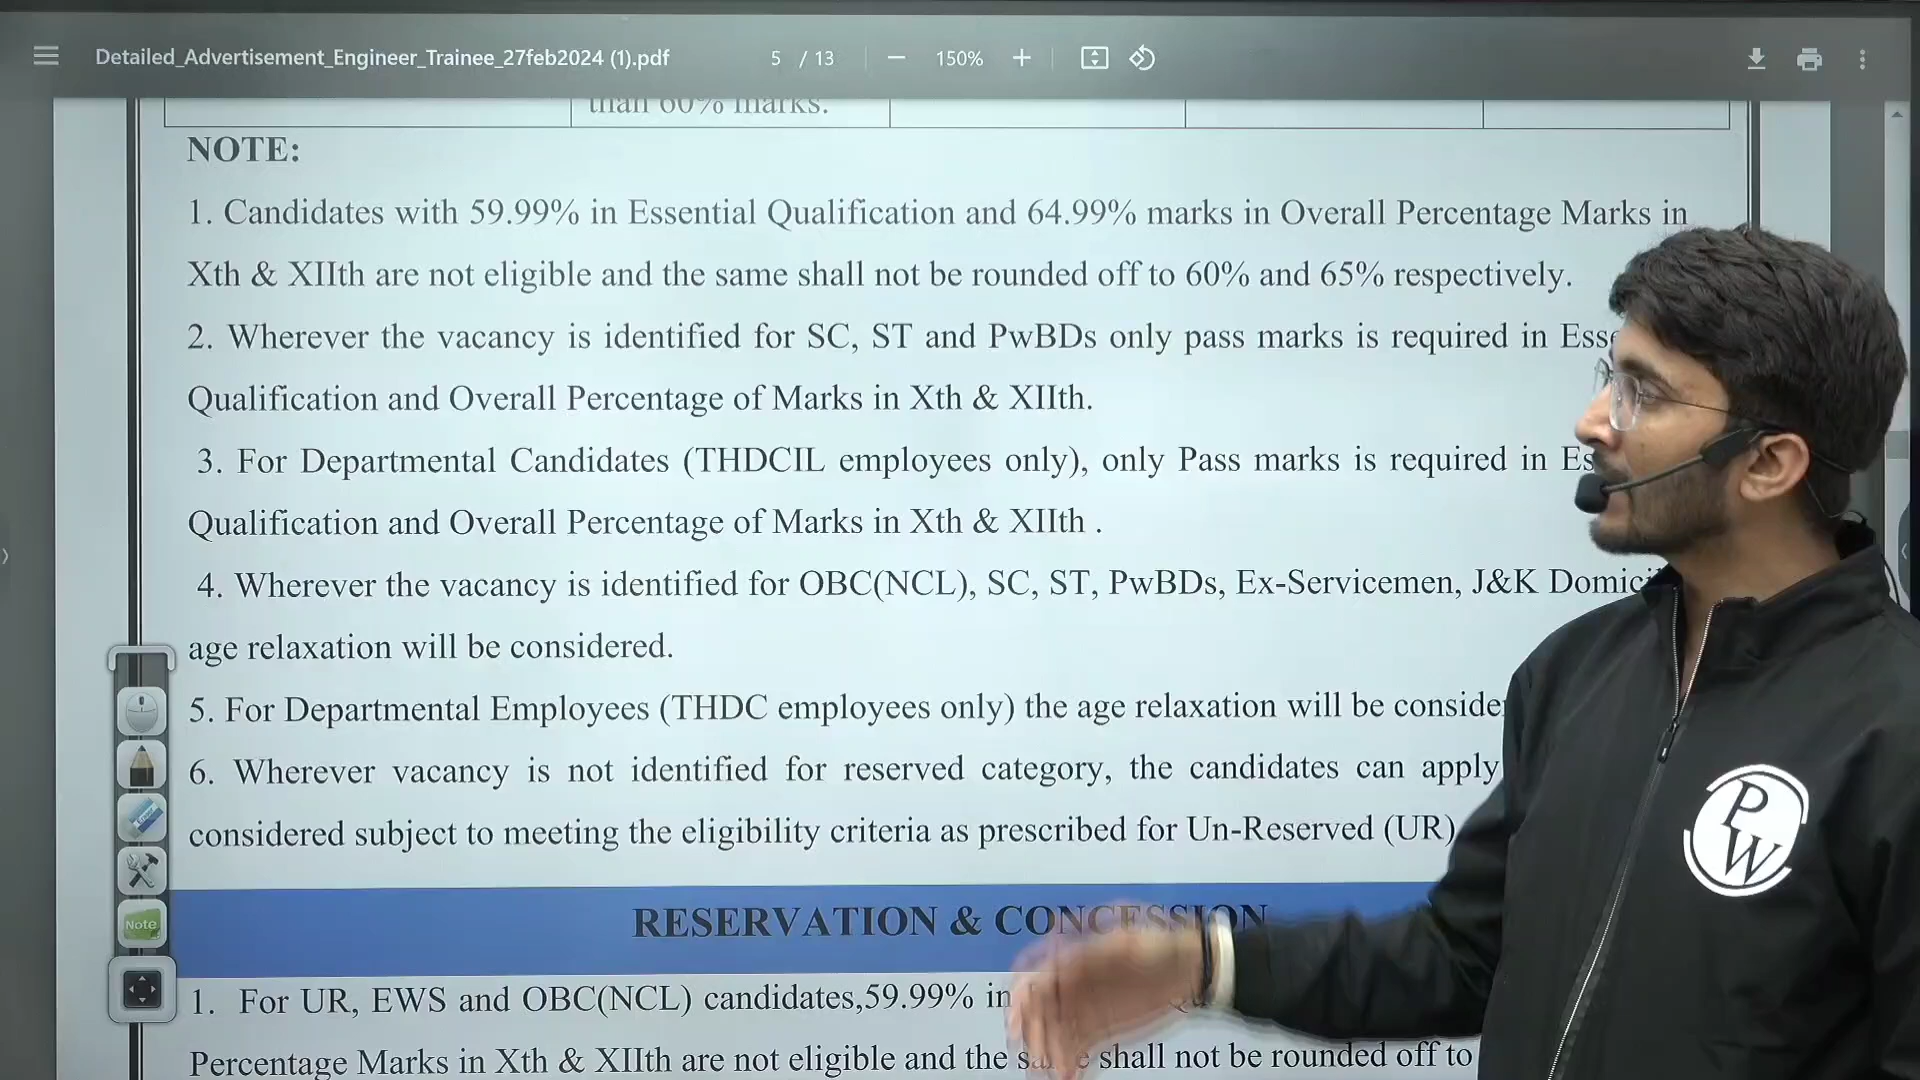 Detailed_Advertisement_Engineer_Trainee_27feb2024 (1).pdf 5 / 13 150%
than 60% marks.
NOTE:
1. Candidates with 59.99% in Essential Qualification and 64.99% marks in Overall Percentage Marks in
Xth & XIIth are not eligible and the same shall not be rounded off to 60% and 65% respectively.
2. Wherever the vacancy is identified for SC, ST and PwBDs only pass marks is required in
Qualification and Overall Percentage of Marks in Xth & XIIth.
3. For Departmental Candidates (THDCIL employees only), only Pass marks is required in
Qualification and Overall Percentage of Marks in Xth & XIIth .
4. Wherever the vacancy is identified for OBC(NCL), SC, ST, PwBDs, Ex-Servicemen, J&K
age relaxation will be considered.
5. For Departmental Employees (THDC employees only) the age relaxation will be
6. Wherever vacancy is not identified for reserved category, the candidates can apply
considered subject to meeting the eligibility criteria as prescribed for Un-Reserved (UR)
Note
RESERVATION & CONCESSION
1. For UR, EWS and OBC(NCL) candidates,59.99% in
Percentage Marks in Xth & XIIth are not eligible and the shall not be rounded off to
PW